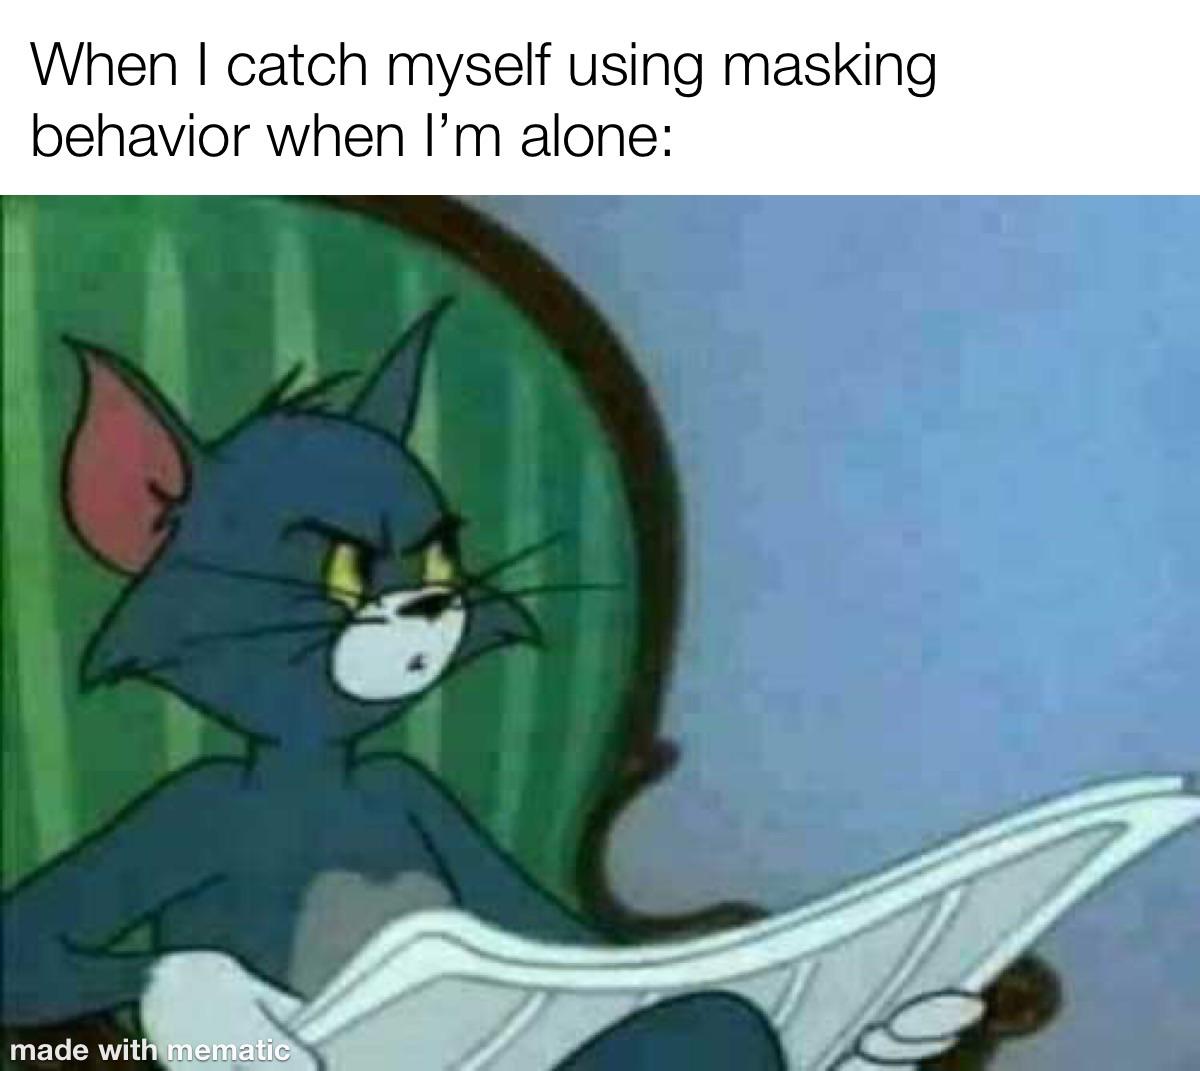 When I catch myself using masking
behavior when I’m alone:
made with mematic